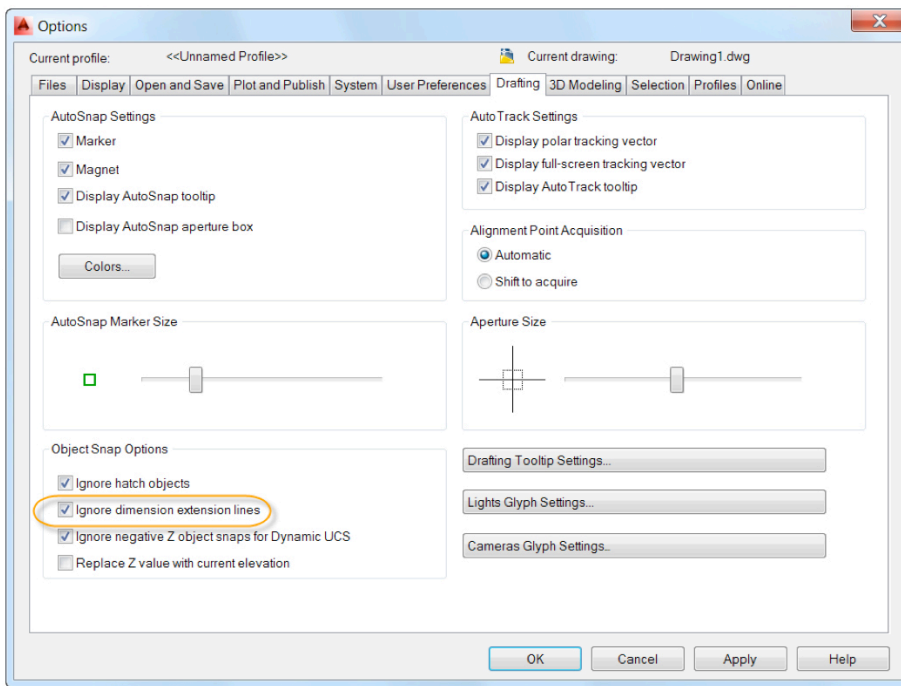 Options
Current profile: <<Unnamed Profile>> Current drawing: Drawing1.dwg
Files Display Open and Save Plot and Publish System User Preferences Drafting 3D Modeling Selection Profiles Online
AutoSnap Settings
Marker
Magnet
Display AutoSnap tooltip
Display AutoSnap aperture box
Colors...
AutoTrack Settings
Display polar tracking vector
Display full-screen tracking vector
Display AutoTrack tooltip
Alignment Point Acquisition
Automatic
Shift to acquire
AutoSnap Marker Size
Aperture Size
Object Snap Options
Ignore hatch objects
Ignore dimension extension lines
Ignore negative Z object snaps for Dynamic UCS
Replace Z value with current elevation
Drafting Tooltip Settings...
Lights Glyph Settings...
Cameras Glyph Settings..
OK Cancel Apply Help